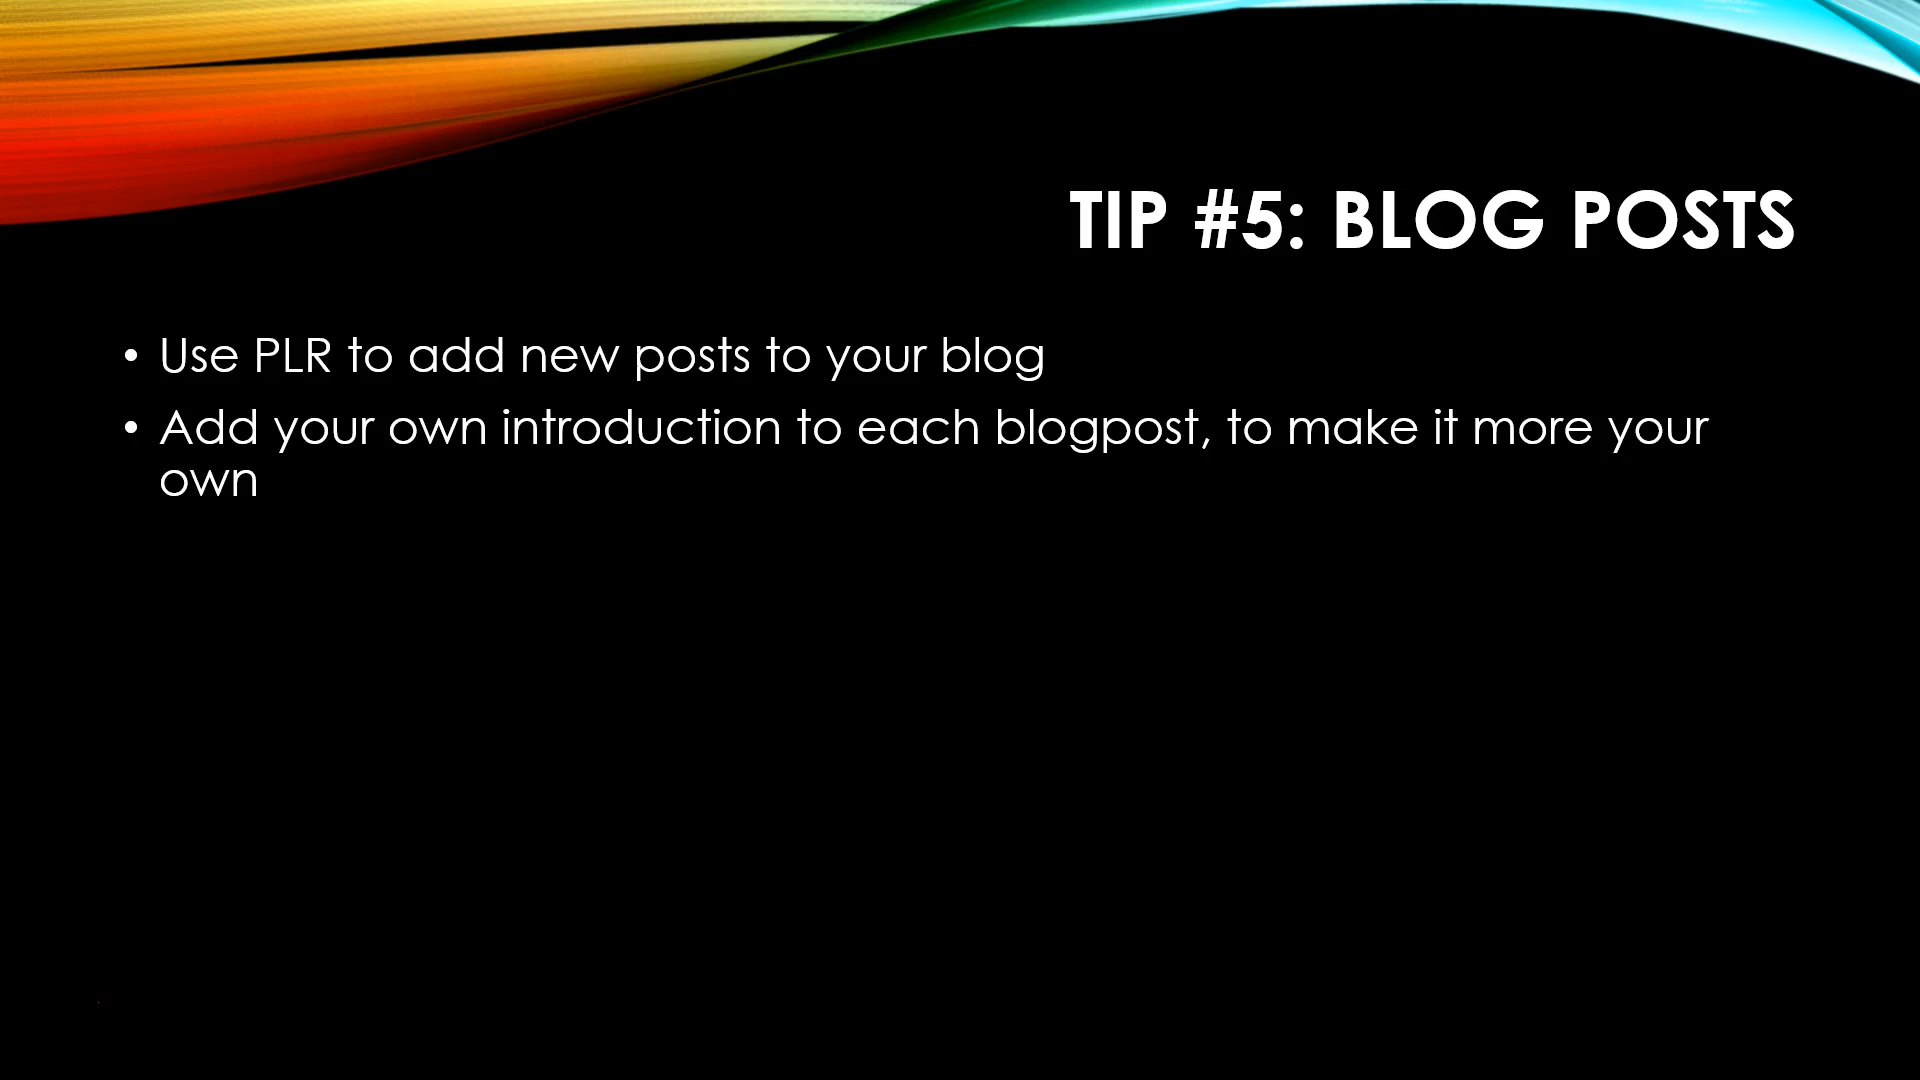 TIP #5: BLOG POSTS
• Use PLR to add new posts to your blog
• Add your own introduction to each blogpost, to make it more your
own